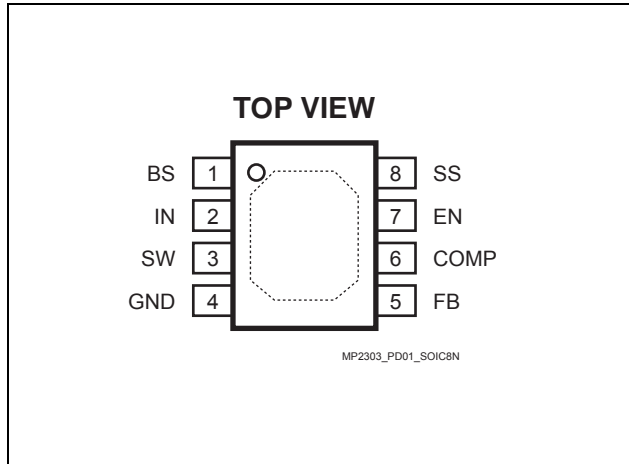 TOP VIEW
BS 1 8 SS
IN 2 7 EN
SW 3 6 COMP
GND 4 5 FB
MP2303_PD01_SOIC8N